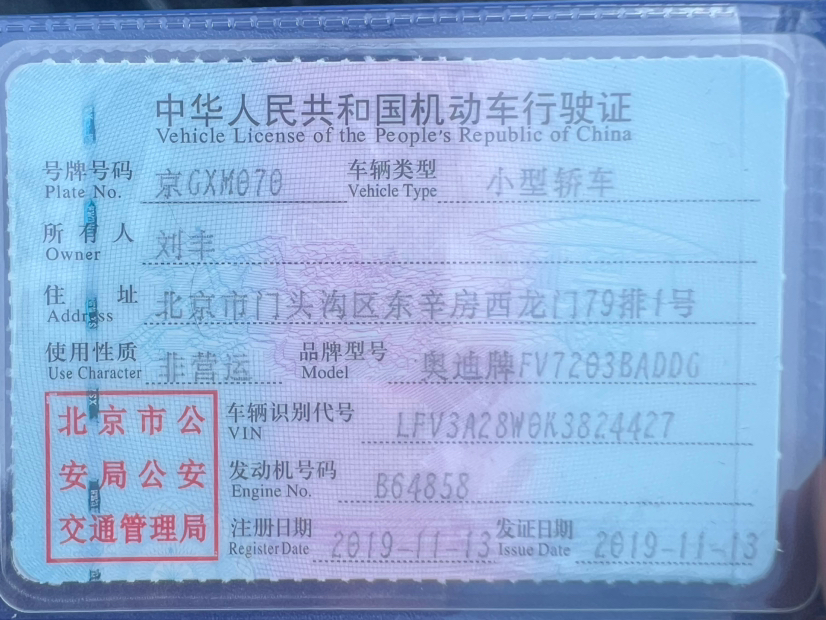 中华人民共和国机动车行驶证
Vehicle License of the People's Republic of China
号牌号码 京GXM070 车辆类型 小型轿车
Plate No. Vehicle Type
所有人 刘丰
Owner
住址 北京市门头沟区东辛房西龙门79排1号
Address
使用性质 非营运 品牌型号 奥迪牌FV7203BADDG
Use Character Model
北京市公
安局公安
交通管理局
车辆识别代号 LFV3A28W0K3824427
VIN
发动机号码 B64858
Engine No.
注册日期 2019-11-13 发证日期 2019-11-13
Register Date Issue Date